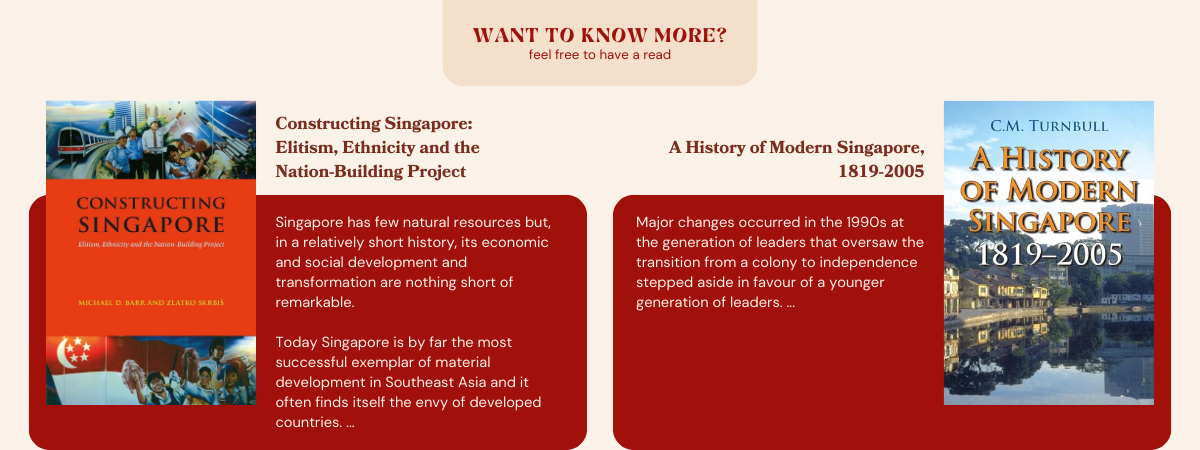 WANT TO KNOW MORE?
feel free to have a read
CONSTRUCTING
SINGAPORE
Elitism, Ethnicity and the Nation-Building Project
MICHAEL D. BARR AND ZLATKO SKRBIŠ
Constructing Singapore:
Elitism, Ethnicity and the
Nation-Building Project
Singapore has few natural resources but,
in a relatively short history, its economic
and social development and
transformation are nothing short of
remarkable.
Today Singapore is by far the most
successful exemplar of material
development in Southeast Asia and it
often finds itself the envy of developed
countries. ...
A History of Modern Singapore,
1819-2005
Major changes occurred in the 1990s at
the generation of leaders that oversaw the
transition from a colony to independence
stepped aside in favour of a younger
generation of leaders. ...
C.M. TURNBULL
A HISTORY
OF MODERN
SINGAPORE
1819–2005